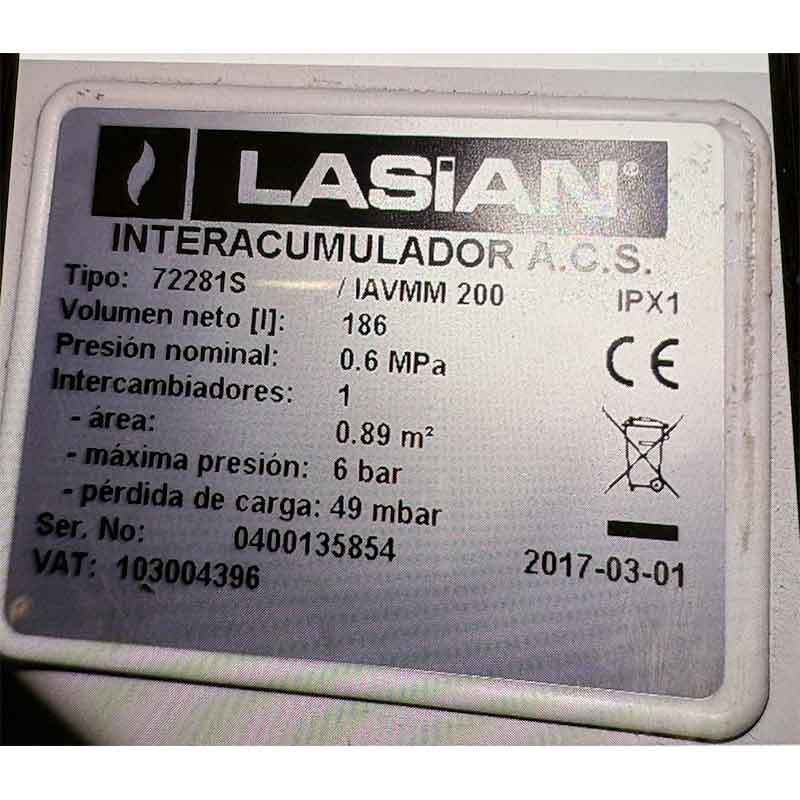 LASiAN®
INTERACUMULADOR A.C.S.
Tipo: 72281S / IAVMM 200 IPX1
Volumen neto [l]: 186
Presión nominal: 0.6 MPa
CE
Intercambiadores: 1
- área: 0.89 m²
- máxima presión: 6 bar
- pérdida de carga: 49 mbar
Ser. No: 0400135854
2017-03-01
VAT: 103004396